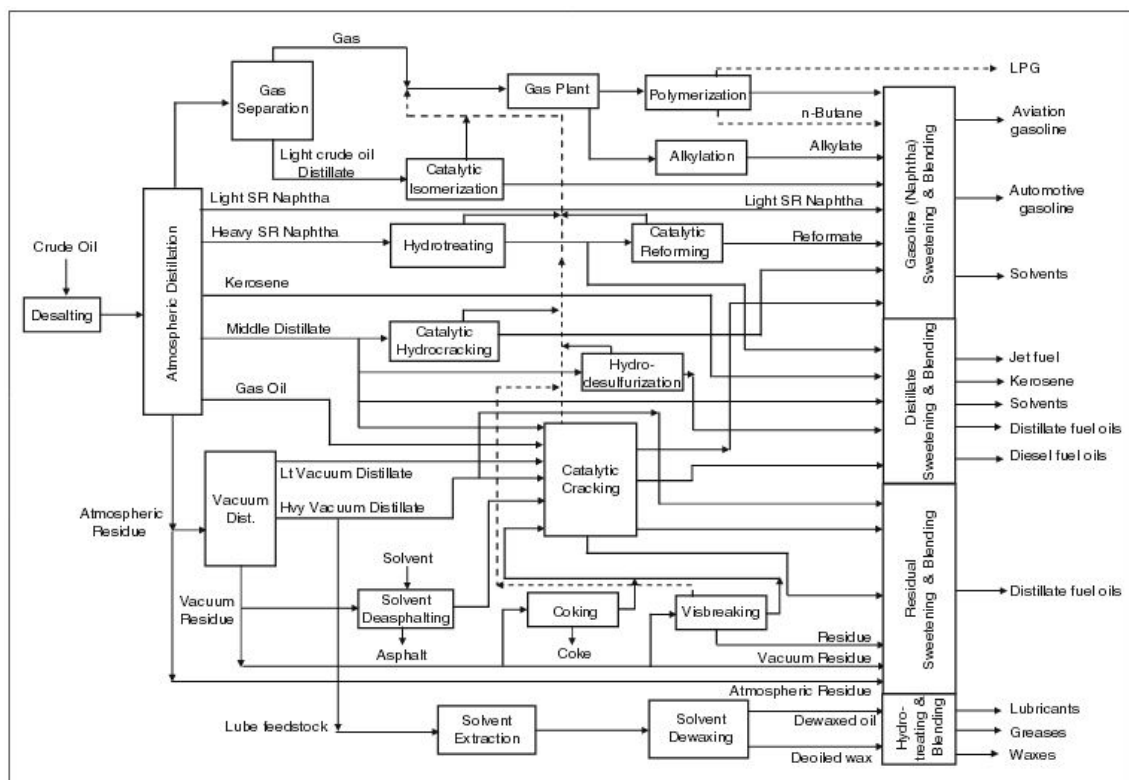 Gas
LPG
Gas
Separation
Gas Plant
Polymerization
n-Butane
Aviation
gasoline
Light crude oil
Distillate
Catalytic
Isomerization
Alkylation
Alkylate
Gasoline (Naphtha)
Sweetening & Blending
Light SR Naphtha
Light SR Naphtha
Automotive
gasoline
Crude Oil
Heavy SR Naphtha
Hydrotreating
Catalytic
Reforming
Reformate
Desalting
Atmospheric Distillation
Kerosene
Solvents
Middle Distillate
Catalytic
Hydrocracking
Hydro-
desulfurization
Distillate
Sweetening & Blending
Jet fuel
Kerosene
Solvents
Distillate fuel oils
Diesel fuel oils
Gas Oil
Catalytic
Cracking
Lt Vacuum Distillate
Vacuum
Dist.
Hvy Vacuum Distillate
Atmospheric
Residue
Solvent
Vacuum
Residue
Solvent
Deasphalting
Asphalt
Coking
Coke
Visbreaking
Residue
Vacuum Residue
Atmospheric Residue
Residual
Sweetening & Blending
Distillate fuel oils
Lube feedstock
Solvent
Extraction
Solvent
Dewaxing
Dewaxed oil
Deoiled wax
Hydro-
treating &
Blending
Lubricants
Greases
Waxes